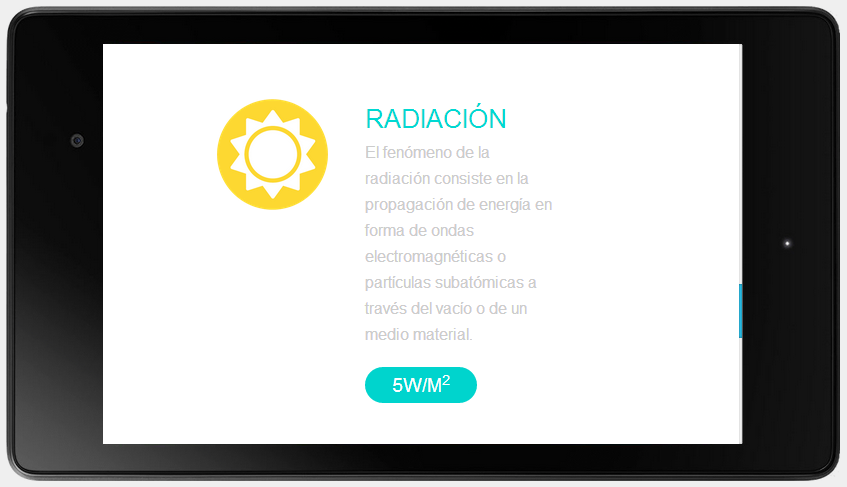 RADIACIÓN
El fenómeno de la
radiación consiste en la
propagación de energía en
forma de ondas
electromagnéticas o
partículas subatómicas a
través del vacío o de un
medio material.
5W/M²